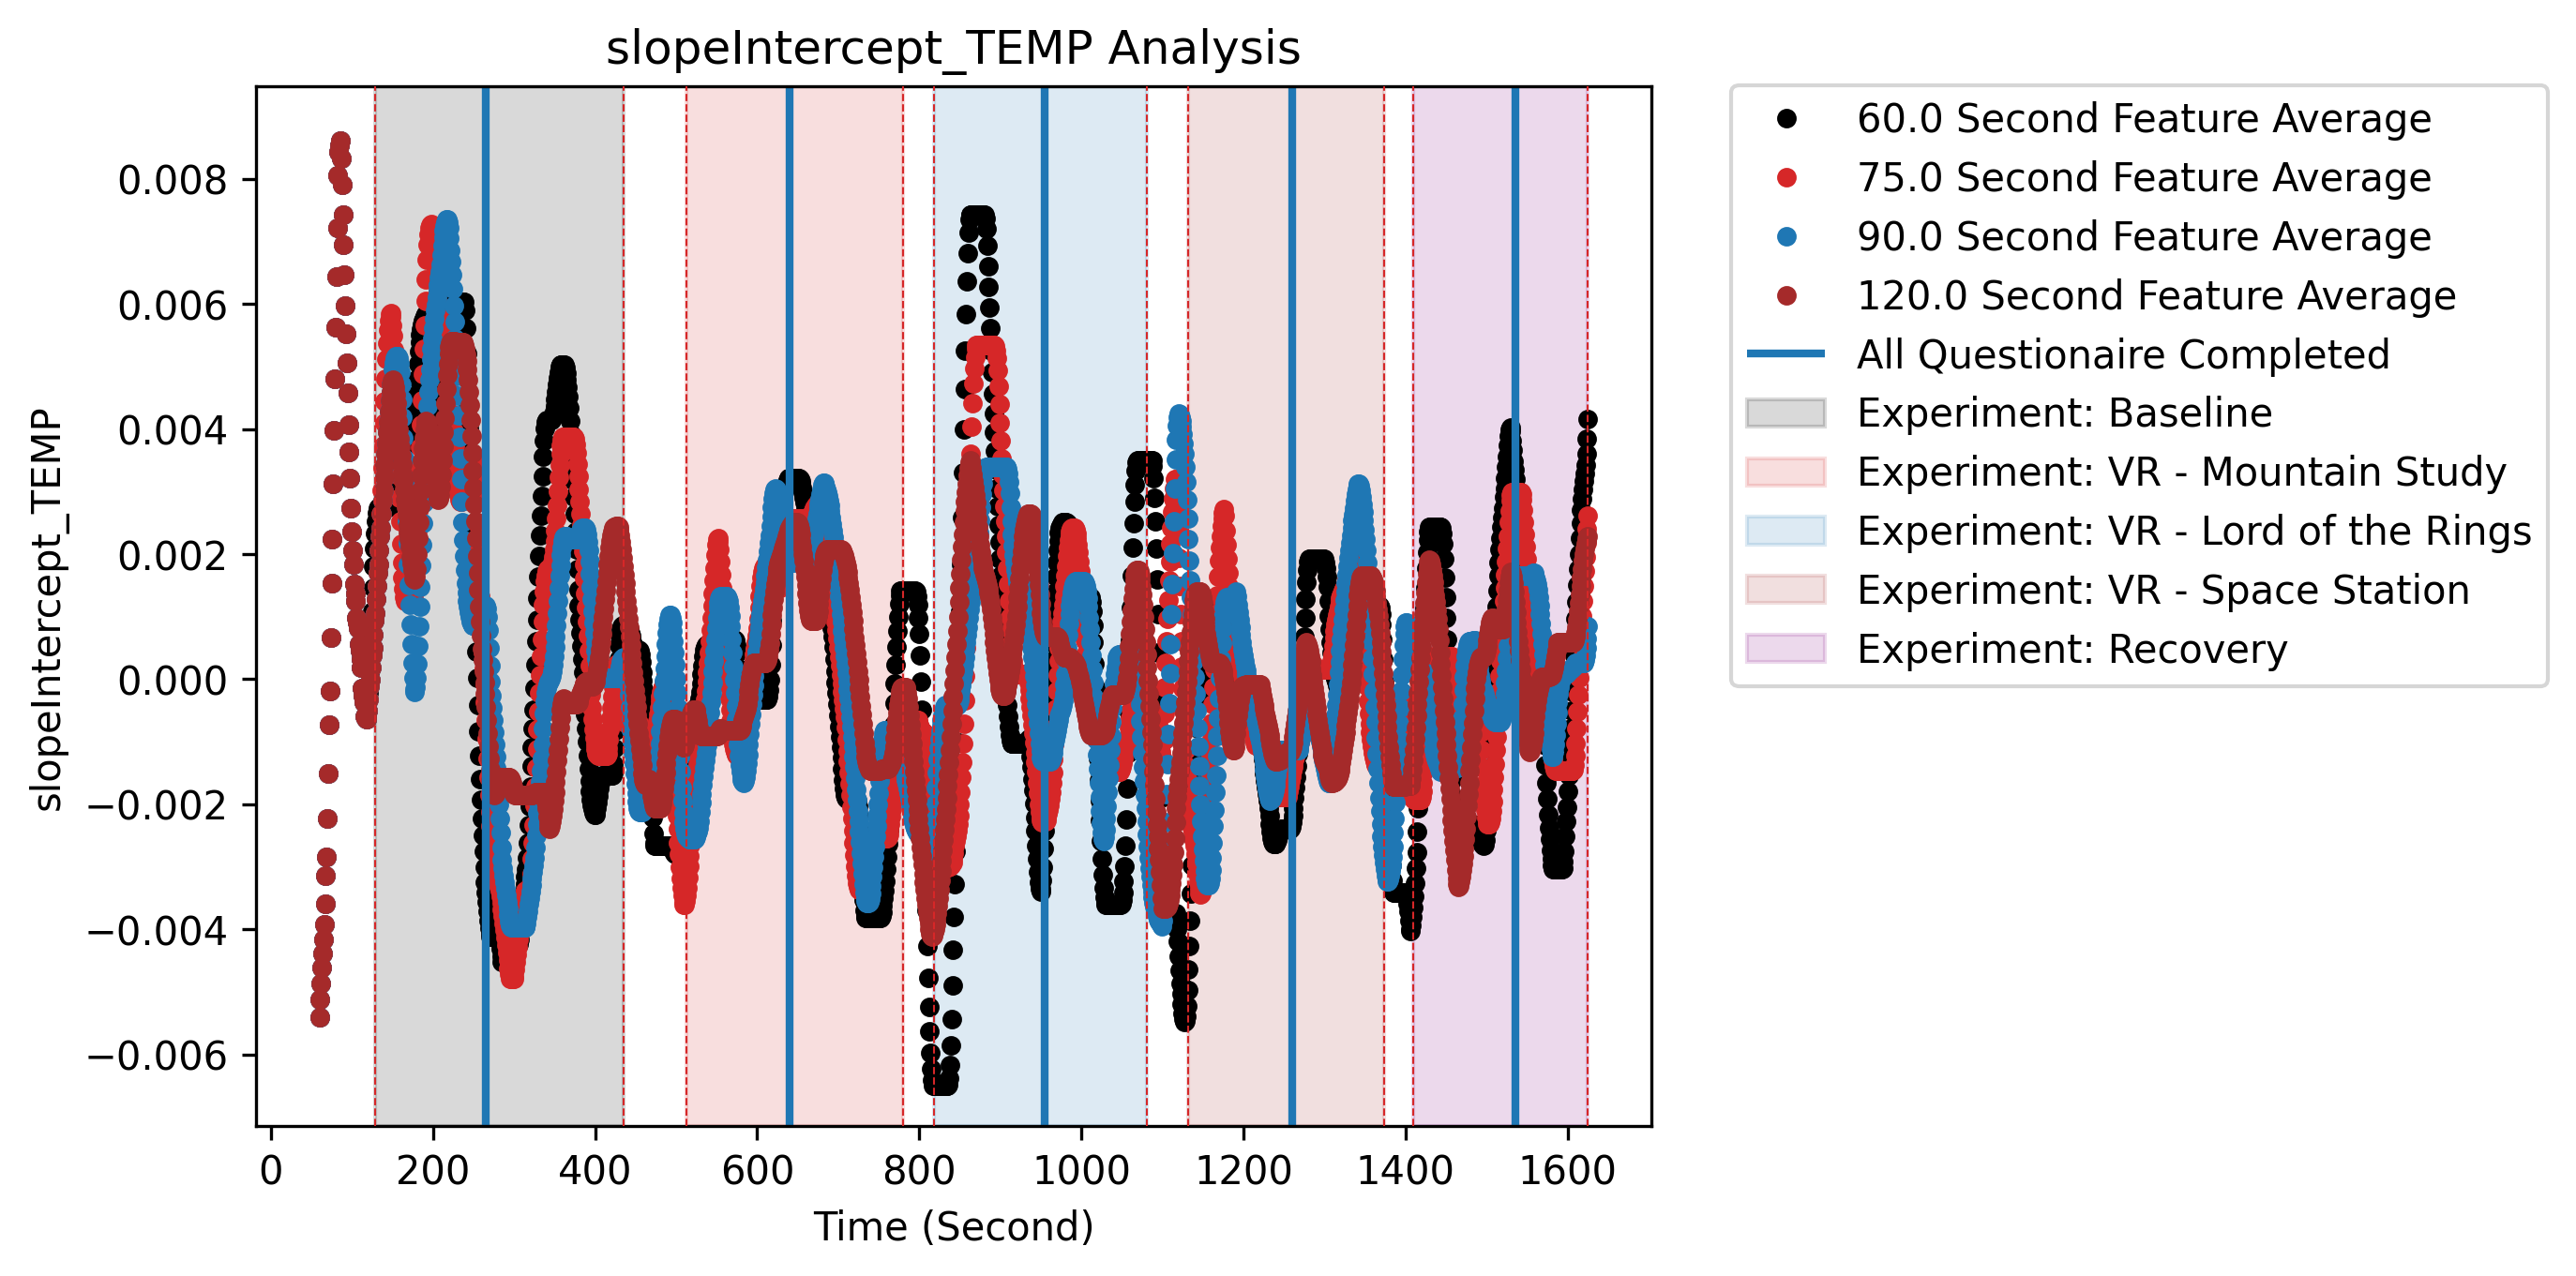 slopeIntercept_TEMP Analysis
60.0 Second Feature Average
75.0 Second Feature Average
90.0 Second Feature Average
120.0 Second Feature Average
All Questionaire Completed
Experiment: Baseline
Experiment: VR - Mountain Study
Experiment: VR - Lord of the Rings
Experiment: VR - Space Station
Experiment: Recovery
slopeIntercept_TEMP
0.008
0.006
0.004
0.002
0.000
−0.002
−0.004
−0.006
0 200 400 600 800 1000 1200 1400 1600
Time (Second)